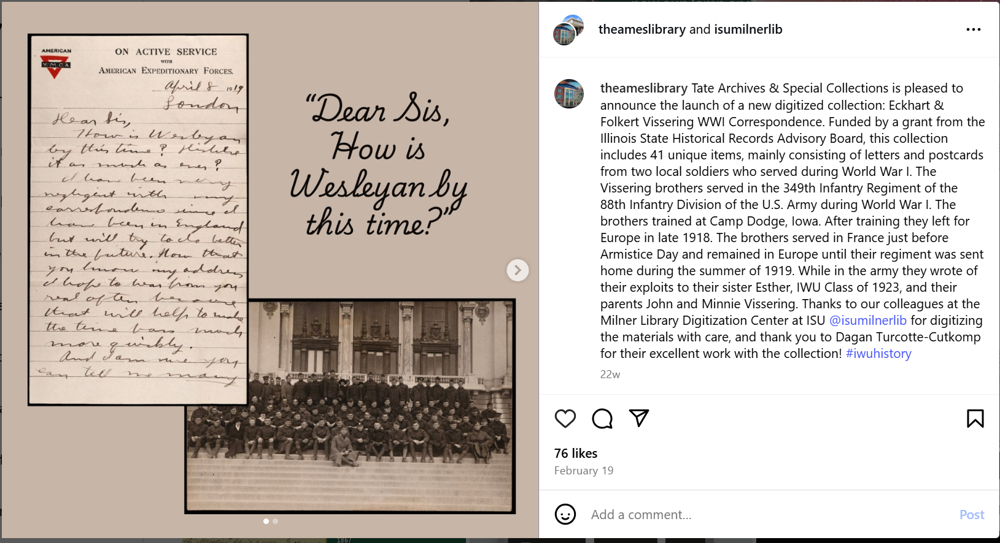 AMERICAN
Y.M.C.A
ON ACTIVE SERVICE
WITH
AMERICAN EXPEDITIONARY FORCES.
April 8 1919
London
Dear Sis,
How is Wesleyan
by this time? Histelre
it as much as ever?
I have been very
negligent with my
correspondence since I
have been in England
but will try to do better
in the future. Now that
you know my address
I hope to hear from you
real often because
that will help to make
the time pass much
more quickly.
And I am sure you
can tell me many
“Dear Sis,
How is
Wesleyan by
this time?”
theameslibrary and isumilnerlib
theameslibrary Tate Archives & Special Collections is pleased to
announce the launch of a new digitized collection: Eckhart &
Folkert Vissering WWI Correspondence. Funded by a grant from the
Illinois State Historical Records Advisory Board, this collection
includes 41 unique items, mainly consisting of letters and postcards
from two local soldiers who served during World War I. The
Vissering brothers served in the 349th Infantry Regiment of the
88th Infantry Division of the U.S. Army during World War I. The
brothers trained at Camp Dodge, Iowa. After training they left for
Europe in late 1918. The brothers served in France just before
Armistice Day and remained in Europe until their regiment was sent
home during the summer of 1919. While in the army they wrote of
their exploits to their sister Esther, IWU Class of 1923, and their
parents John and Minnie Vissering. Thanks to our colleagues at the
Milner Library Digitization Center at ISU @isumilnerlib for digitizing
the materials with care, and thank you to Dagan Turcotte-Cutkomp
for their excellent work with the collection! #iwuhistory
22w
76 likes
February 19
Add a comment...
Post
1867